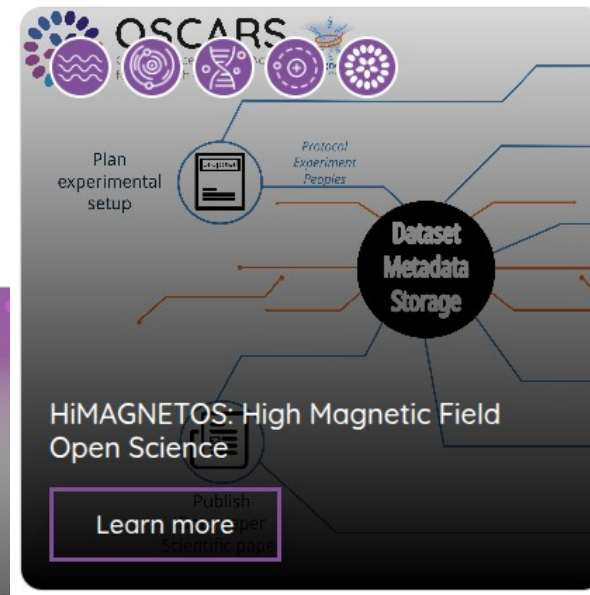 OSCARS
Plan
experimental
setup
proposal
Protocol
Experiment
Peoples
Dataset
Metadata
Storage
HiMAGNETOS: High Magnetic Field
Open Science
Publish
Learn more
Scientific paper